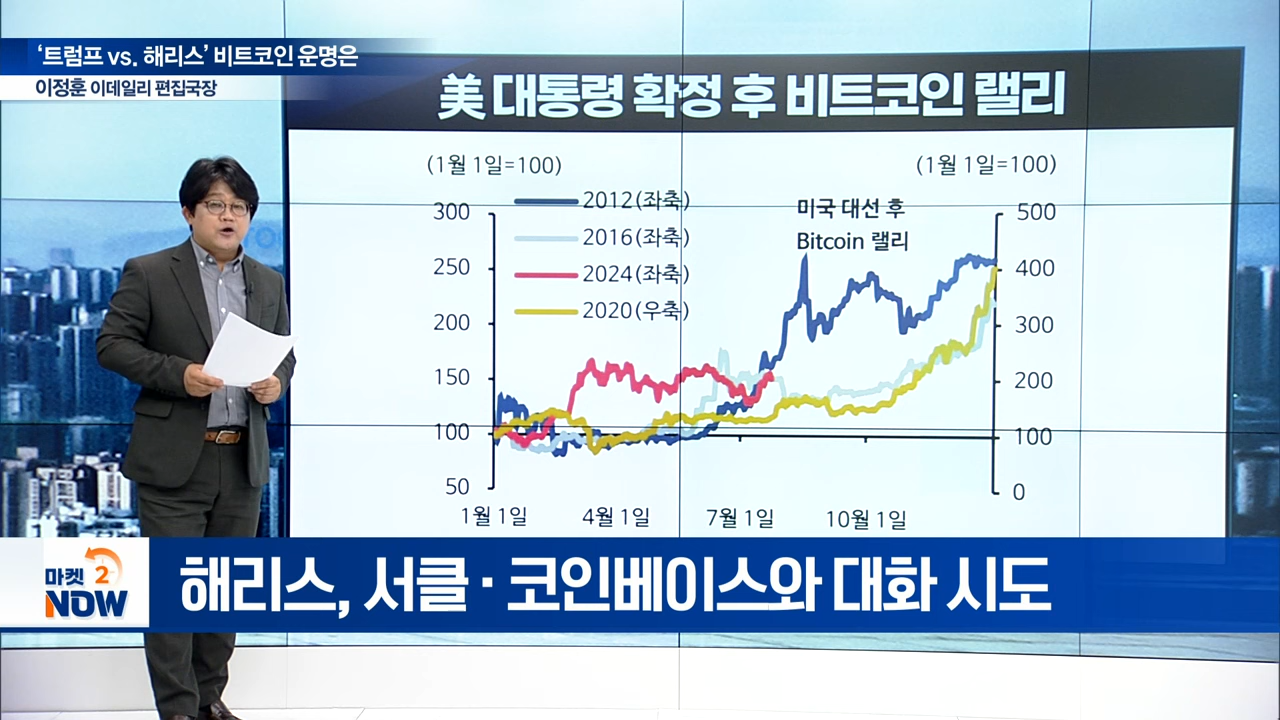 ‘트럼프 vs. 해리스’ 비트코인 운명은
이정훈 이데일리 편집국장
美 대통령 확정 후 비트코인 랠리
(1월 1일=100)
(1월 1일=100)
2012(좌축)
2016(좌축)
2024(좌축)
2020(우축)
미국 대선 후
Bitcoin 랠리
300
250
200
150
100
50
500
400
300
200
100
0
1월 1일
4월 1일
7월 1일
10월 1일
마켓 2
NOW
해리스, 서클·코인베이스와 대화 시도